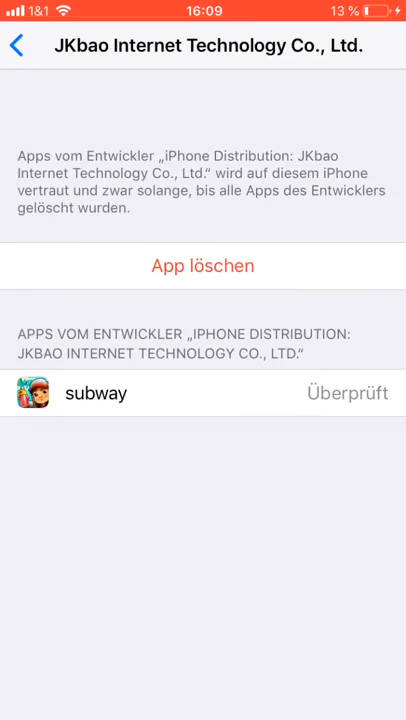 1&1 16:09 13 %
JKbao Internet Technology Co., Ltd.
Apps vom Entwickler „iPhone Distribution: JKbao
Internet Technology Co., Ltd.“ wird auf diesem iPhone
vertraut und zwar solange, bis alle Apps des Entwicklers
gelöscht wurden.
App löschen
APPS VOM ENTWICKLER „IPHONE DISTRIBUTION:
JKBAO INTERNET TECHNOLOGY CO., LTD.“
subway Überprüft